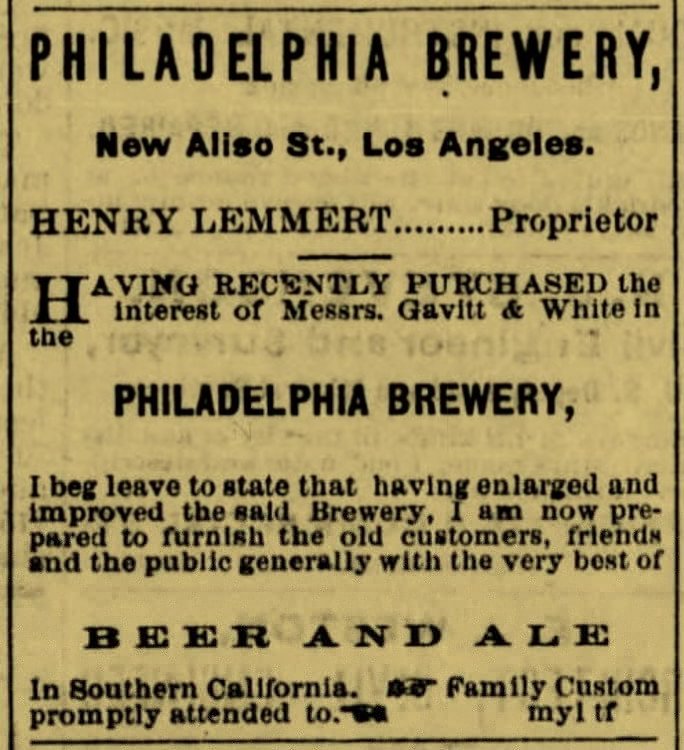 PHILADELPHIA BREWERY,
New Aliso St., Los Angeles.
HENRY LEMMERT.........Proprietor
HAVING RECENTLY PURCHASED the
interest of Messrs. Gavitt & White in
the
PHILADELPHIA BREWERY,
I beg leave to state that having enlarged and
improved the said Brewery, I am now pre-
pared to furnish the old customers, friends
and the public generally with the very best of
BEER AND ALE
In Southern California. ☞ Family Custom
promptly attended to.☜ my1 tf